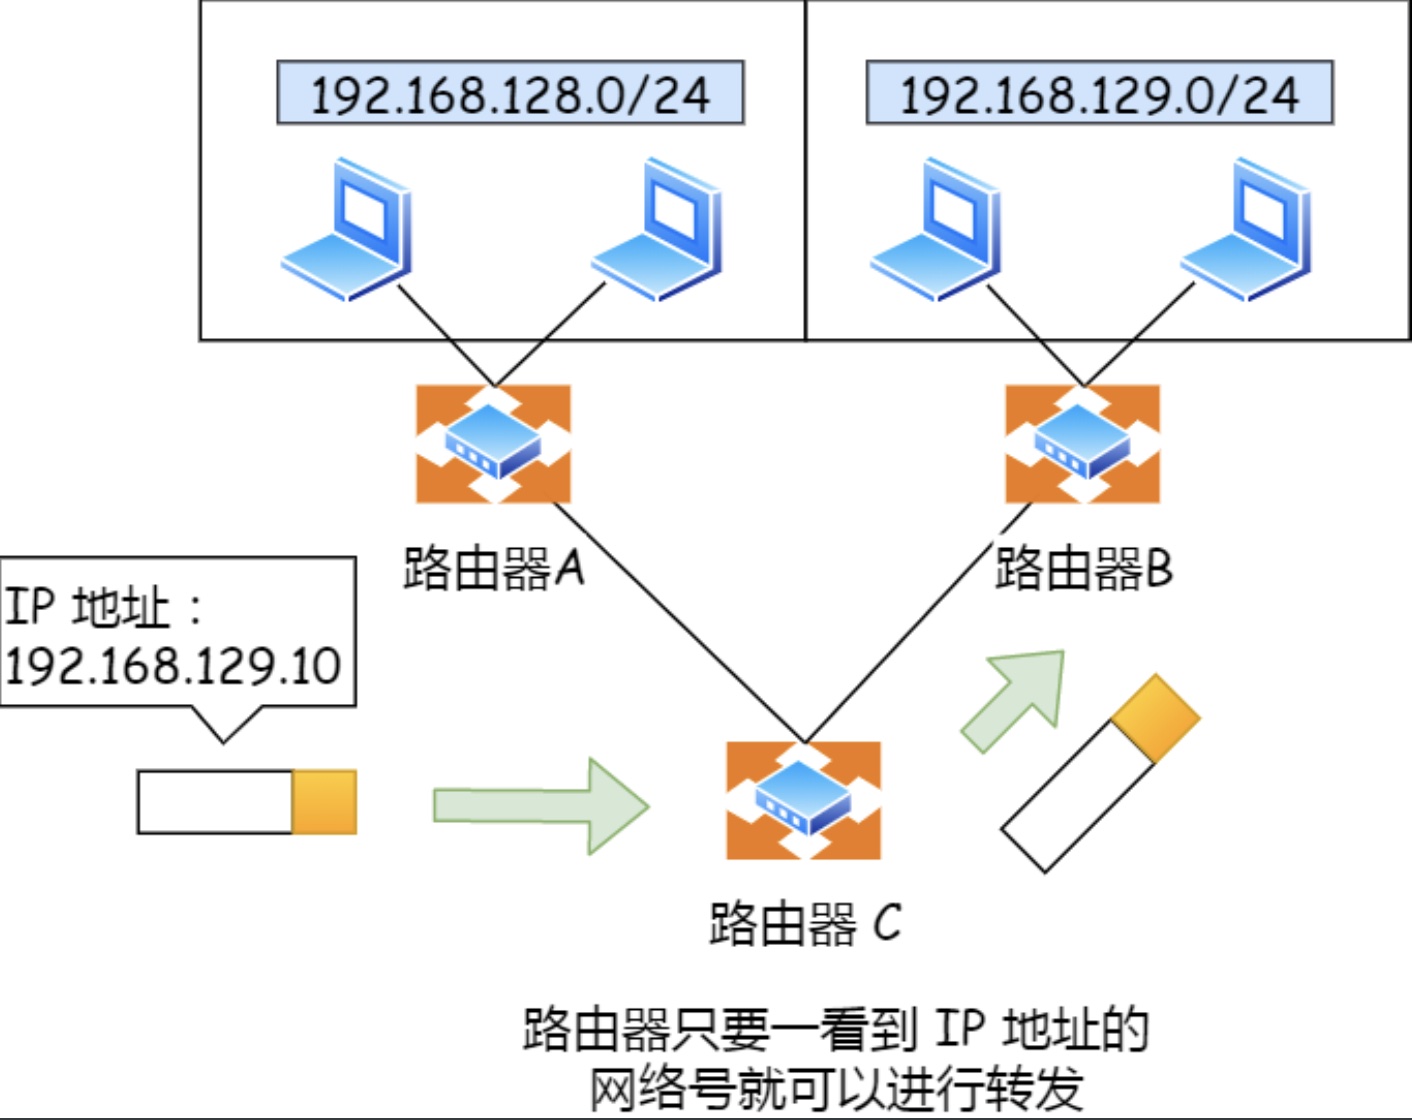 192.168.128.0/24
192.168.129.0/24
路由器A
路由器B
IP 地址：
192.168.129.10
路由器 C
路由器只要一看到 IP 地址的
网络号就可以进行转发